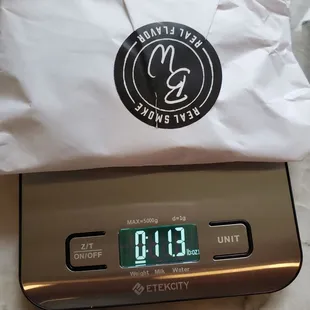 REAL FLAVOR
BW
REAL SMOKE
MAX=5000g d=1g
Z/T
ON/OFF
0:11.3 lb:oz
UNIT
Weight Milk Water
ETEKCITY